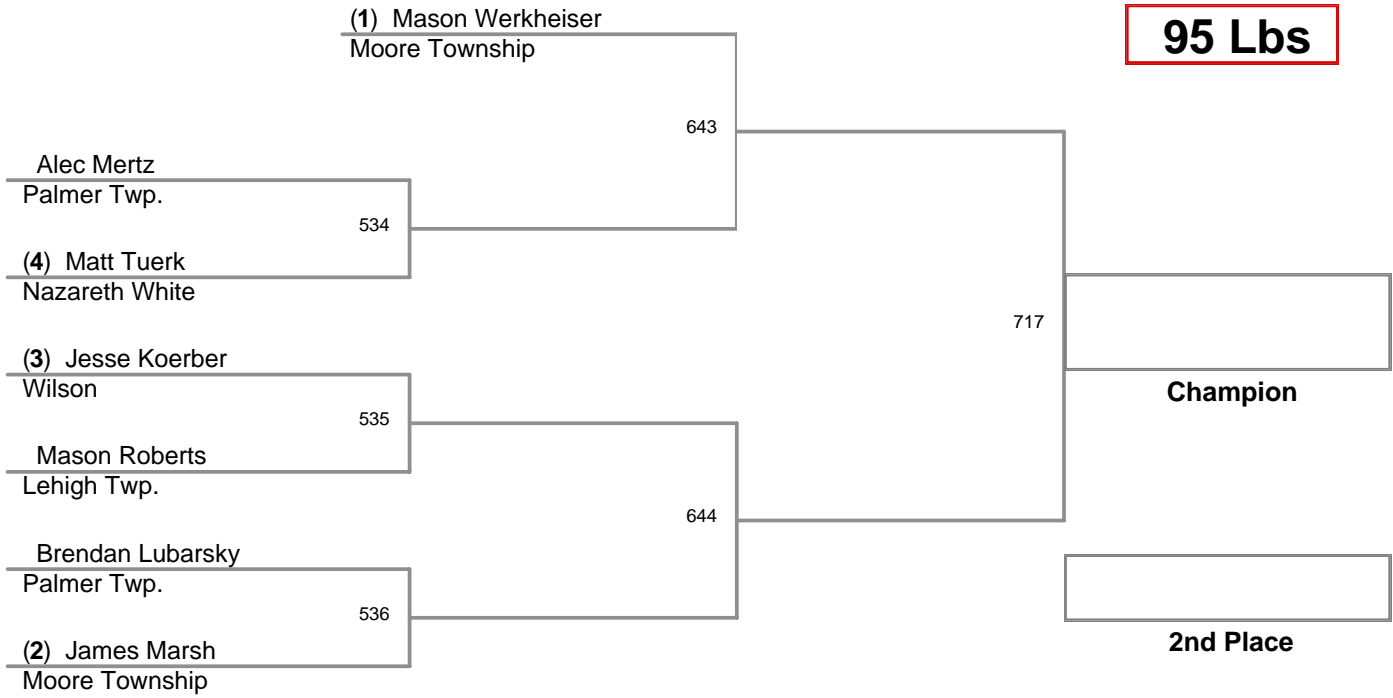 (1) Mason Werkheiser
Moore Township
95 Lbs
643
Alec Mertz
Palmer Twp.
534
(4) Matt Tuerk
Nazareth White
717
(3) Jesse Koerber
Wilson
Champion
535
Mason Roberts
Lehigh Twp.
644
Brendan Lubarsky
Palmer Twp.
536
(2) James Marsh
Moore Township
2nd Place